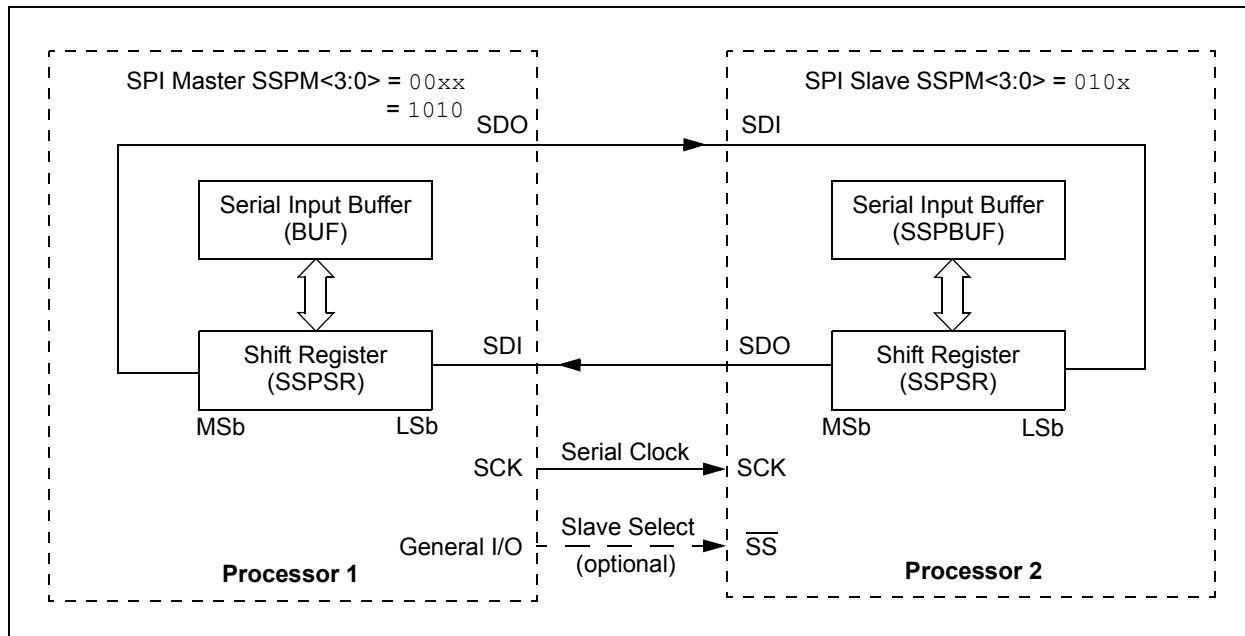 SPI Master SSPM<3:0> = 00xx
= 1010
SDO
Serial Input Buffer
(BUF)
Shift Register
(SSPSR)
MSb
LSb
SDI
SCK
General I/O
Processor 1
Serial Clock
Slave Select
(optional)
SPI Slave SSPM<3:0> = 010x
SDI
Serial Input Buffer
(SSPBUF)
SDO
Shift Register
(SSPSR)
MSb
LSb
SCK
S̅S̅
Processor 2